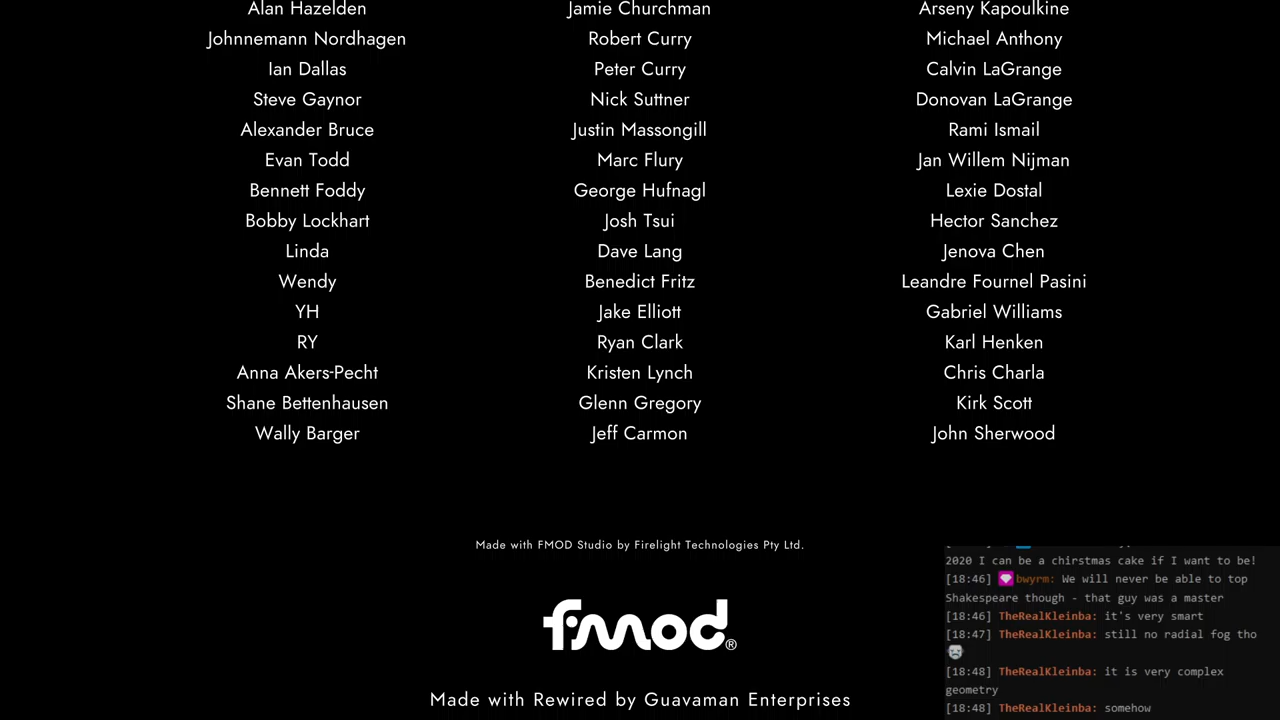 Alan Hazelden
Jamie Churchman
Arseny Kapoulkine
Johnnemann Nordhagen
Robert Curry
Michael Anthony
Ian Dallas
Peter Curry
Calvin LaGrange
Steve Gaynor
Nick Suttner
Donovan LaGrange
Alexander Bruce
Justin Massongill
Rami Ismail
Evan Todd
Marc Flury
Jan Willem Nijman
Bennett Foddy
George Hufnagl
Lexie Dostal
Bobby Lockhart
Josh Tsui
Hector Sanchez
Linda
Dave Lang
Jenova Chen
Wendy
Benedict Fritz
Leandre Fournel Pasini
YH
Jake Elliott
Gabriel Williams
RY
Ryan Clark
Karl Henken
Anna Akers-Pecht
Kristen Lynch
Chris Charla
Shane Bettenhausen
Glenn Gregory
Kirk Scott
Wally Barger
Jeff Carmon
John Sherwood
Made with FMOD Studio by Firelight Technologies Pty Ltd.
fmod®
Made with Rewired by Guavaman Enterprises
2020 I can be a chirstmas cake if I want to be!
[18:46] bwyrm: We will never be able to top
Shakespeare though - that guy was a master
[18:46] TheRealKleinba: it's very smart
[18:47] TheRealKleinba: still no radial fog tho
[18:48] TheRealKleinba: it is very complex
geometry
[18:48] TheRealKleinba: somehow